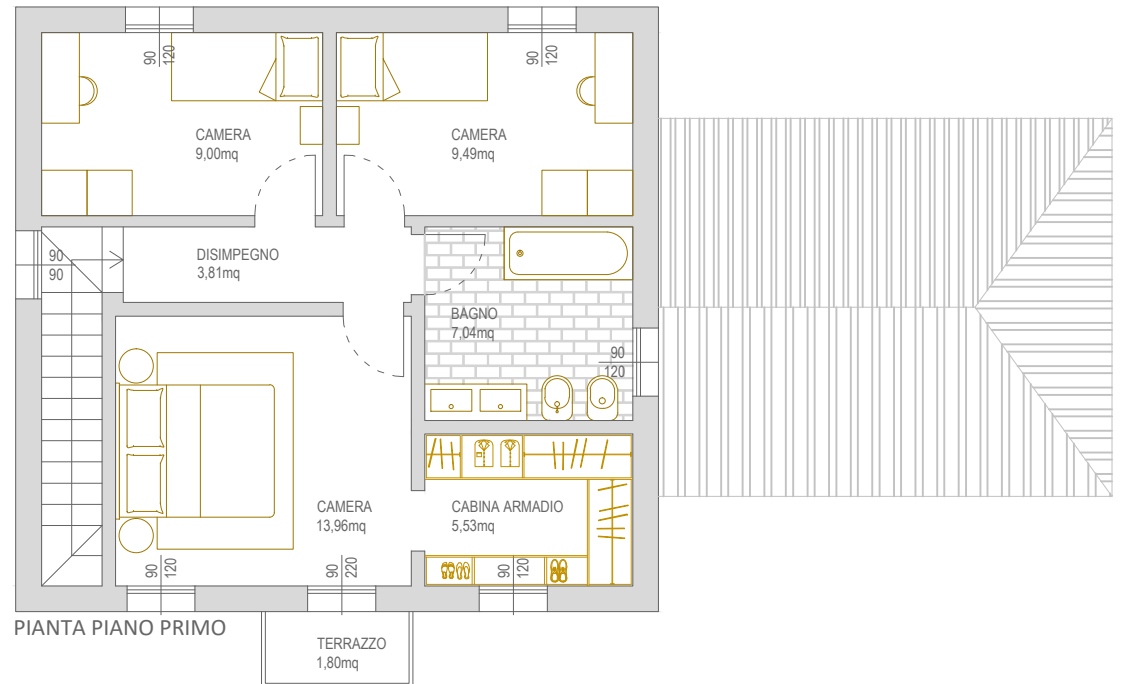 90
120
90
120
CAMERA
9,00mq
CAMERA
9,49mq
90
90
DISIMPEGNO
3,81mq
BAGNO
7,04mq
90
120
CAMERA
13,96mq
CABINA ARMADIO
5,53mq
90
120
90
220
90
120
PIANTA PIANO PRIMO
TERRAZZO
1,80mq